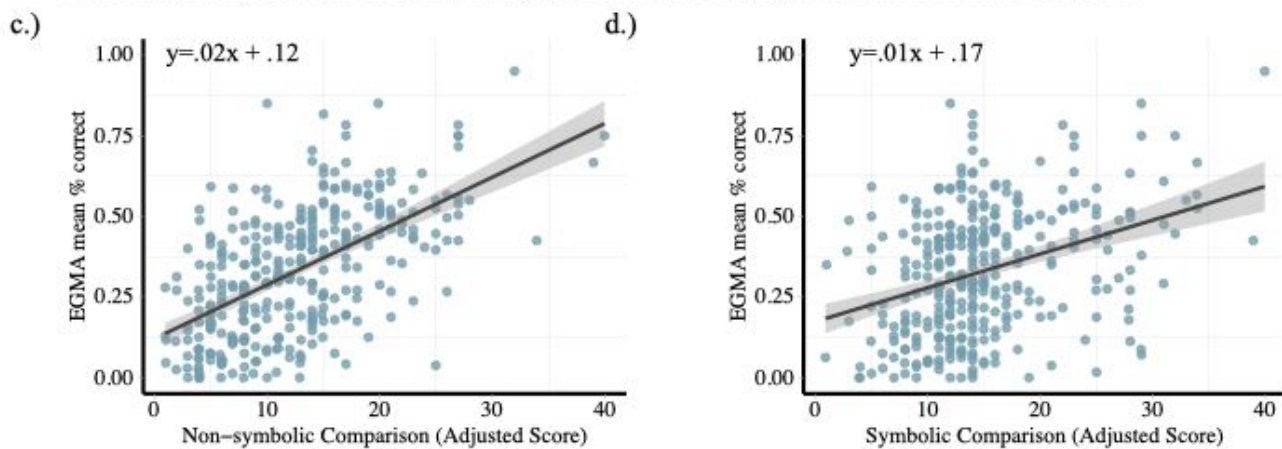 c.)
y=.02x + .12
EGMA mean % correct
1.00
0.75
0.50
0.25
0.00
0 10 20 30 40
Non-symbolic Comparison (Adjusted Score)
d.)
y=.01x + .17
EGMA mean % correct
1.00
0.75
0.50
0.25
0.00
0 10 20 30 40
Symbolic Comparison (Adjusted Score)